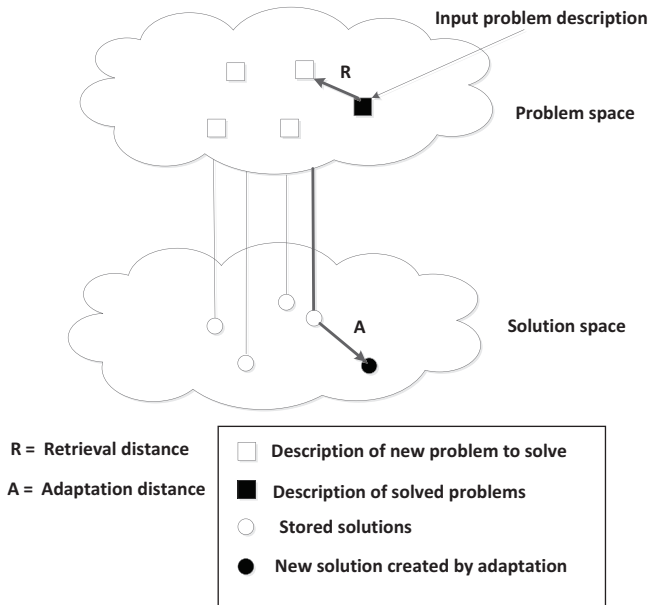 Input problem description
R
Problem space
Solution space
A
R = Retrieval distance
A = Adaptation distance
Description of new problem to solve
Description of solved problems
Stored solutions
New solution created by adaptation